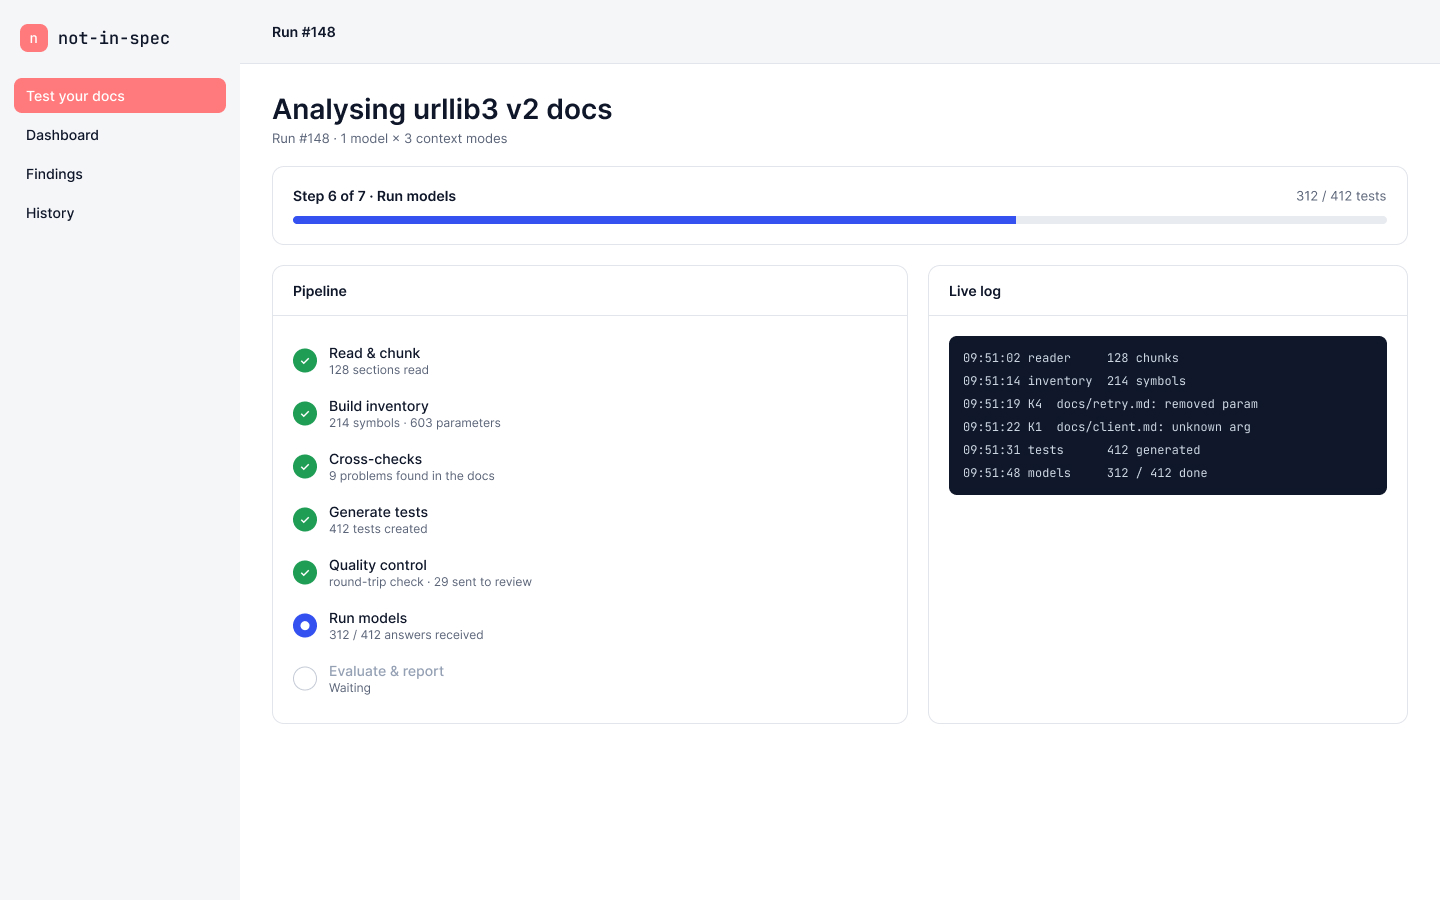 n not-in-spec
Test your docs
Dashboard
Findings
History
Run #148
Analysing urllib3 v2 docs
Run #148 · 1 model × 3 context modes
Step 6 of 7 · Run models
312 / 412 tests
Pipeline
Read & chunk
128 sections read
Build inventory
214 symbols · 603 parameters
Cross-checks
9 problems found in the docs
Generate tests
412 tests created
Quality control
round-trip check · 29 sent to review
Run models
312 / 412 answers received
Evaluate & report
Waiting
Live log
09:51:02 reader     128 chunks
09:51:14 inventory  214 symbols
09:51:19 K4  docs/retry.md: removed param
09:51:22 K1  docs/client.md: unknown arg
09:51:31 tests      412 generated
09:51:48 models     312 / 412 done